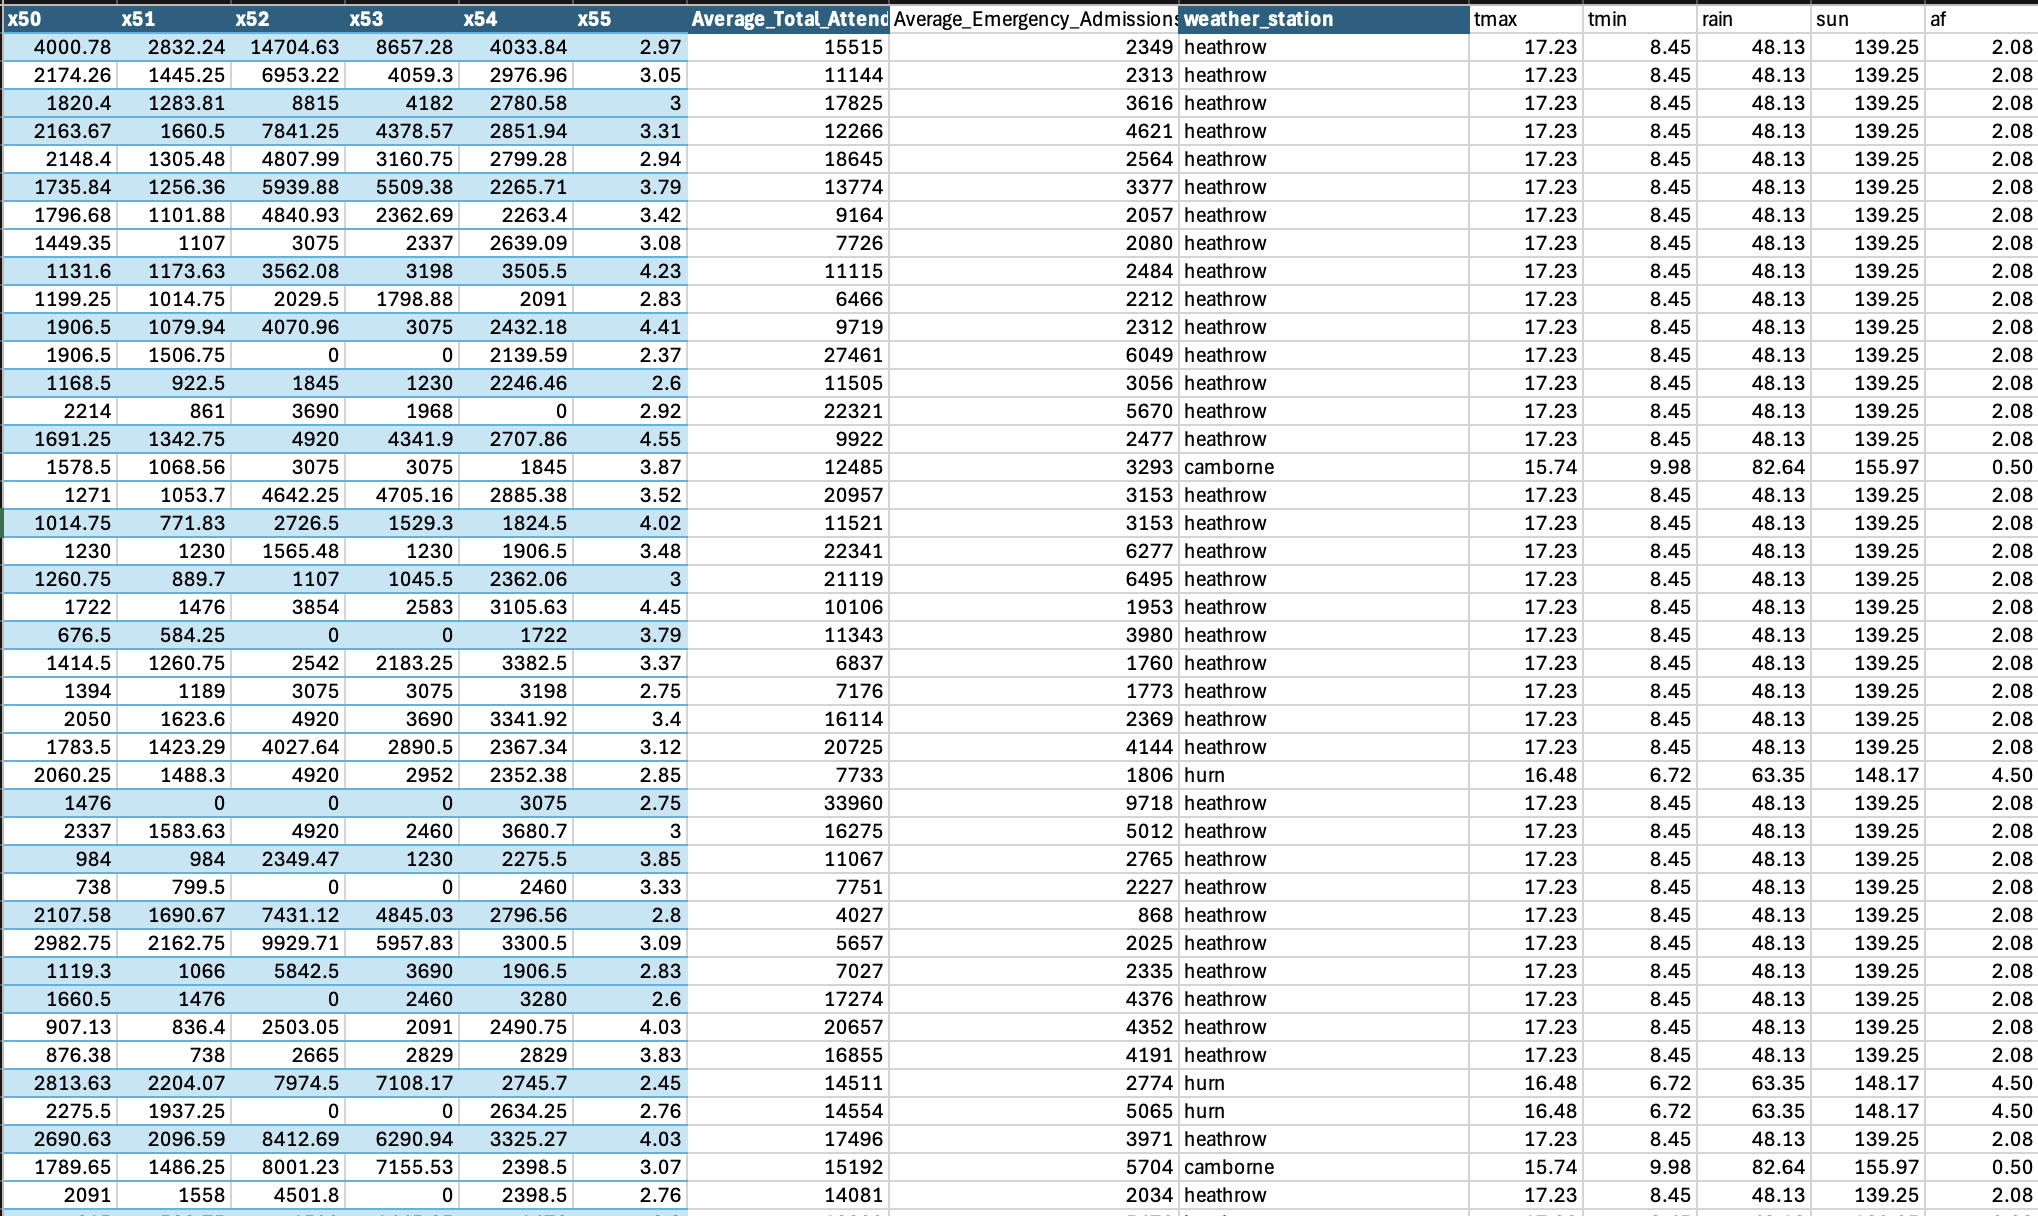 x50 x51 x52 x53 x54 x55 Average_Total_Attend Average_Emergency_Admissions weather_station tmax tmin rain sun af
4000.78 2832.24 14704.63 8657.28 4033.84 2.97 15515 2349 heathrow 17.23 8.45 48.13 139.25 2.08
2174.26 1445.25 6953.22 4059.3 2976.96 3.05 11144 2313 heathrow 17.23 8.45 48.13 139.25 2.08
1820.4 1283.81 8815 4182 2780.58 3 17825 3616 heathrow 17.23 8.45 48.13 139.25 2.08
2163.67 1660.5 7841.25 4378.57 2851.94 3.31 12266 4621 heathrow 17.23 8.45 48.13 139.25 2.08
2148.4 1305.48 4807.99 3160.75 2799.28 2.94 18645 2564 heathrow 17.23 8.45 48.13 139.25 2.08
1735.84 1256.36 5939.88 5509.38 2265.71 3.79 13774 3377 heathrow 17.23 8.45 48.13 139.25 2.08
1796.68 1101.88 4840.93 2362.69 2263.4 3.42 9164 2057 heathrow 17.23 8.45 48.13 139.25 2.08
1449.35 1107 3075 2337 2639.09 3.08 7726 2080 heathrow 17.23 8.45 48.13 139.25 2.08
1131.6 1173.63 3562.08 3198 3505.5 4.23 11115 2484 heathrow 17.23 8.45 48.13 139.25 2.08
1199.25 1014.75 2029.5 1798.88 2091 2.83 6466 2212 heathrow 17.23 8.45 48.13 139.25 2.08
1906.5 1079.94 4070.96 3075 2432.18 4.41 9719 2312 heathrow 17.23 8.45 48.13 139.25 2.08
1906.5 1506.75 0 0 2139.59 2.37 27461 6049 heathrow 17.23 8.45 48.13 139.25 2.08
1168.5 922.5 1845 1230 2246.46 2.6 11505 3056 heathrow 17.23 8.45 48.13 139.25 2.08
2214 861 3690 1968 0 2.92 22321 5670 heathrow 17.23 8.45 48.13 139.25 2.08
1691.25 1342.75 4920 4341.9 2707.86 4.55 9922 2477 heathrow 17.23 8.45 48.13 139.25 2.08
1578.5 1068.56 3075 3075 1845 3.87 12485 3293 camborne 15.74 9.98 82.64 155.97 0.50
1271 1053.7 4642.25 4705.16 2885.38 3.52 20957 3153 heathrow 17.23 8.45 48.13 139.25 2.08
1014.75 771.83 2726.5 1529.3 1824.5 4.02 11521 3153 heathrow 17.23 8.45 48.13 139.25 2.08
1230 1230 1565.48 1230 1906.5 3.48 22341 6277 heathrow 17.23 8.45 48.13 139.25 2.08
1260.75 889.7 1107 1045.5 2362.06 3 21119 6495 heathrow 17.23 8.45 48.13 139.25 2.08
1722 1476 3854 2583 3105.63 4.45 10106 1953 heathrow 17.23 8.45 48.13 139.25 2.08
676.5 584.25 0 0 1722 3.79 11343 3980 heathrow 17.23 8.45 48.13 139.25 2.08
1414.5 1260.75 2542 2183.25 3382.5 3.37 6837 1760 heathrow 17.23 8.45 48.13 139.25 2.08
1394 1189 3075 3075 3198 2.75 7176 1773 heathrow 17.23 8.45 48.13 139.25 2.08
2050 1623.6 4920 3690 3341.92 3.4 16114 2369 heathrow 17.23 8.45 48.13 139.25 2.08
1783.5 1423.29 4027.64 2890.5 2367.34 3.12 20725 4144 heathrow 17.23 8.45 48.13 139.25 2.08
2060.25 1488.3 4920 2952 2352.38 2.85 7733 1806 hurn 16.48 6.72 63.35 148.17 4.50
1476 0 0 0 3075 2.75 33960 9718 heathrow 17.23 8.45 48.13 139.25 2.08
2337 1583.63 4920 2460 3680.7 3 16275 5012 heathrow 17.23 8.45 48.13 139.25 2.08
984 984 2349.47 1230 2275.5 3.85 11067 2765 heathrow 17.23 8.45 48.13 139.25 2.08
738 799.5 0 0 2460 3.33 7751 2227 heathrow 17.23 8.45 48.13 139.25 2.08
2107.58 1690.67 7431.12 4845.03 2796.56 2.8 4027 868 heathrow 17.23 8.45 48.13 139.25 2.08
2982.75 2162.75 9929.71 5957.83 3300.5 3.09 5657 2025 heathrow 17.23 8.45 48.13 139.25 2.08
1119.3 1066 5842.5 3690 1906.5 2.83 7027 2335 heathrow 17.23 8.45 48.13 139.25 2.08
1660.5 1476 0 2460 3280 2.6 17274 4376 heathrow 17.23 8.45 48.13 139.25 2.08
907.13 836.4 2503.05 2091 2490.75 4.03 20657 4352 heathrow 17.23 8.45 48.13 139.25 2.08
876.38 738 2665 2829 2829 3.83 16855 4191 heathrow 17.23 8.45 48.13 139.25 2.08
2813.63 2204.07 7974.5 7108.17 2745.7 2.45 14511 2774 hurn 16.48 6.72 63.35 148.17 4.50
2275.5 1937.25 0 0 2634.25 2.76 14554 5065 hurn 16.48 6.72 63.35 148.17 4.50
2690.63 2096.59 8412.69 6290.94 3325.27 4.03 17496 3971 heathrow 17.23 8.45 48.13 139.25 2.08
1789.65 1486.25 8001.23 7155.53 2398.5 3.07 15192 5704 camborne 15.74 9.98 82.64 155.97 0.50
2091 1558 4501.8 0 2398.5 2.76 14081 2034 heathrow 17.23 8.45 48.13 139.25 2.08